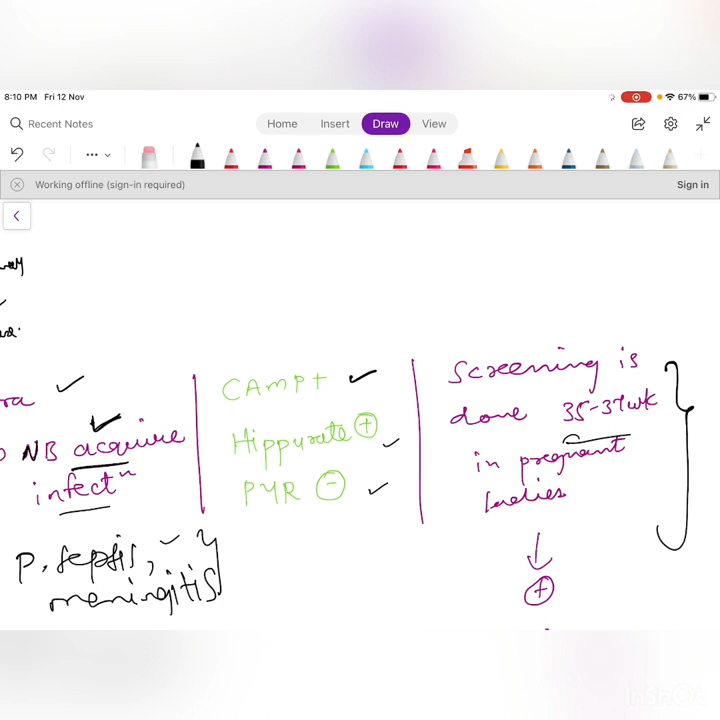 8:10 PM Fri 12 Nov
67%
Recent Notes
Home Insert Draw View
Working offline (sign-in required)
Sign in
CAMP+
Hippurate +
PYR -
NB acquire
infectⁿ
P. sepsis,
meningitis
Screening is
done 35-37wk
in pregnant
ladies
+
InShOt